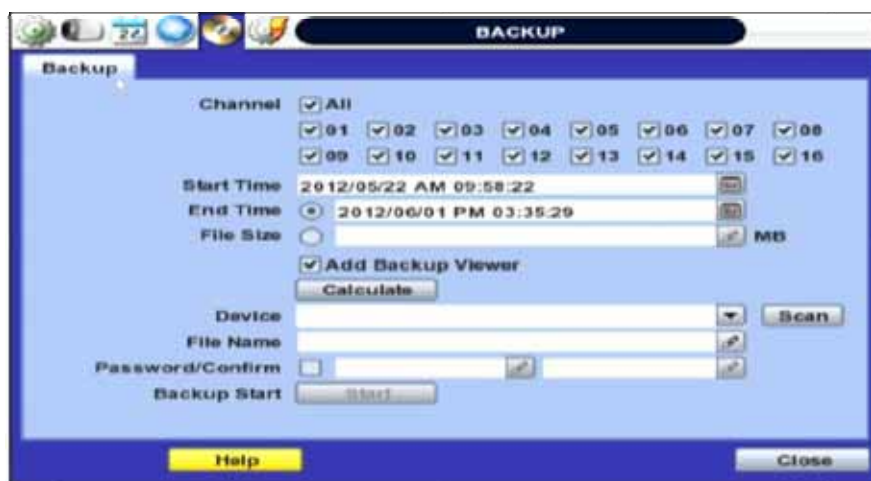 BACKUP
Backup
Channel All
01 02 03 04 05 06 07 08
09 10 11 12 13 14 15 16
Start Time 2012/05/22 AM 09:58:22
End Time 2012/06/01 PM 03:35:29
File Size MB
Add Backup Viewer
Calculate
Device Scan
File Name
Password/Confirm
Backup Start Start
Help Close